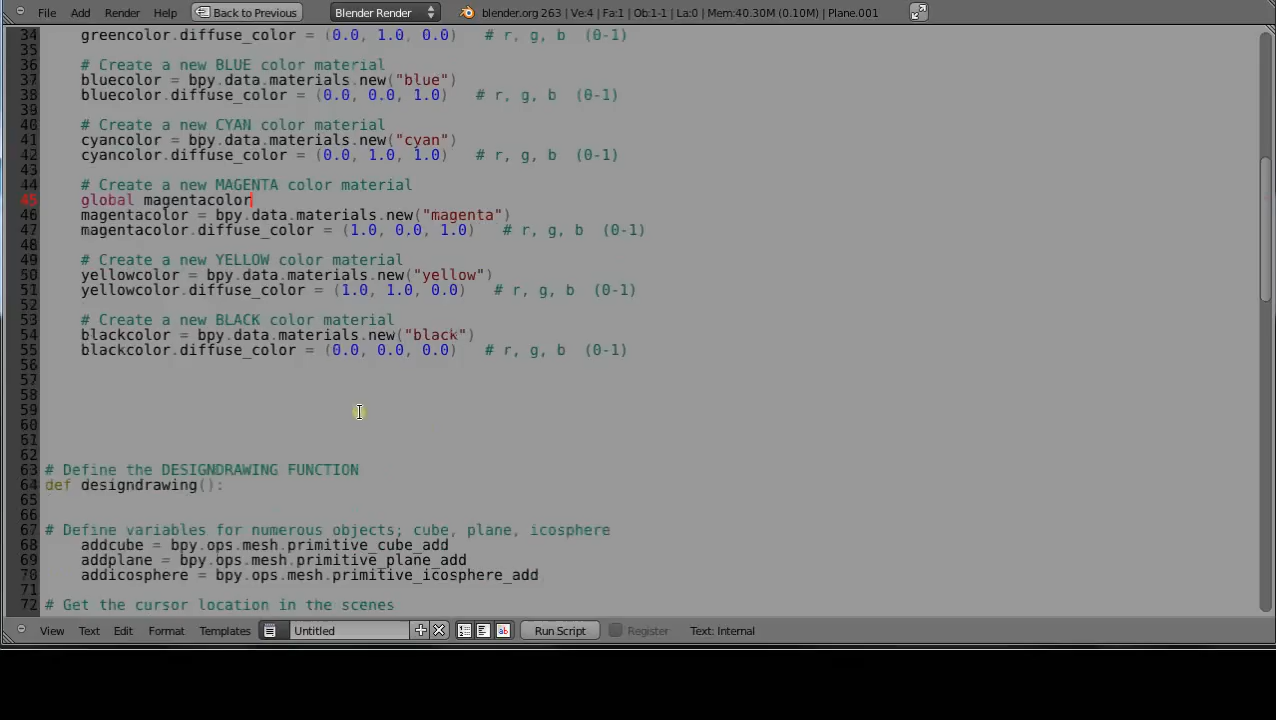 File Add Render Help Back to Previous Blender Render blender.org 263 | Ve:4 | Fa:1 | Ob:1-1 | La:0 | Mem:40.30M (0.10M) | Plane.001
34 greencolor.diffuse_color = (0.0, 1.0, 0.0) # r, g, b (0-1)
35
36 # Create a new BLUE color material
37 bluecolor = bpy.data.materials.new("blue")
38 bluecolor.diffuse_color = (0.0, 0.0, 1.0) # r, g, b (0-1)
39
40 # Create a new CYAN color material
41 cyancolor = bpy.data.materials.new("cyan")
42 cyancolor.diffuse_color = (0.0, 1.0, 1.0) # r, g, b (0-1)
43
44 # Create a new MAGENTA color material
45 global magentacolor
46 magentacolor = bpy.data.materials.new("magenta")
47 magentacolor.diffuse_color = (1.0, 0.0, 1.0) # r, g, b (0-1)
48
49 # Create a new YELLOW color material
50 yellowcolor = bpy.data.materials.new("yellow")
51 yellowcolor.diffuse_color = (1.0, 1.0, 0.0) # r, g, b (0-1)
52
53 # Create a new BLACK color material
54 blackcolor = bpy.data.materials.new("black")
55 blackcolor.diffuse_color = (0.0, 0.0, 0.0) # r, g, b (0-1)
56
57
58
59
60
61
62
63 # Define the DESIGNDRAWING FUNCTION
64 def designdrawing():
65
66
67 # Define variables for numerous objects; cube, plane, icosphere
68 addcube = bpy.ops.mesh.primitive_cube_add
69 addplane = bpy.ops.mesh.primitive_plane_add
70 addicosphere = bpy.ops.mesh.primitive_icosphere_add
71
72 # Get the cursor location in the scenes
View Text Edit Format Templates Untitled Run Script Register Text: Internal